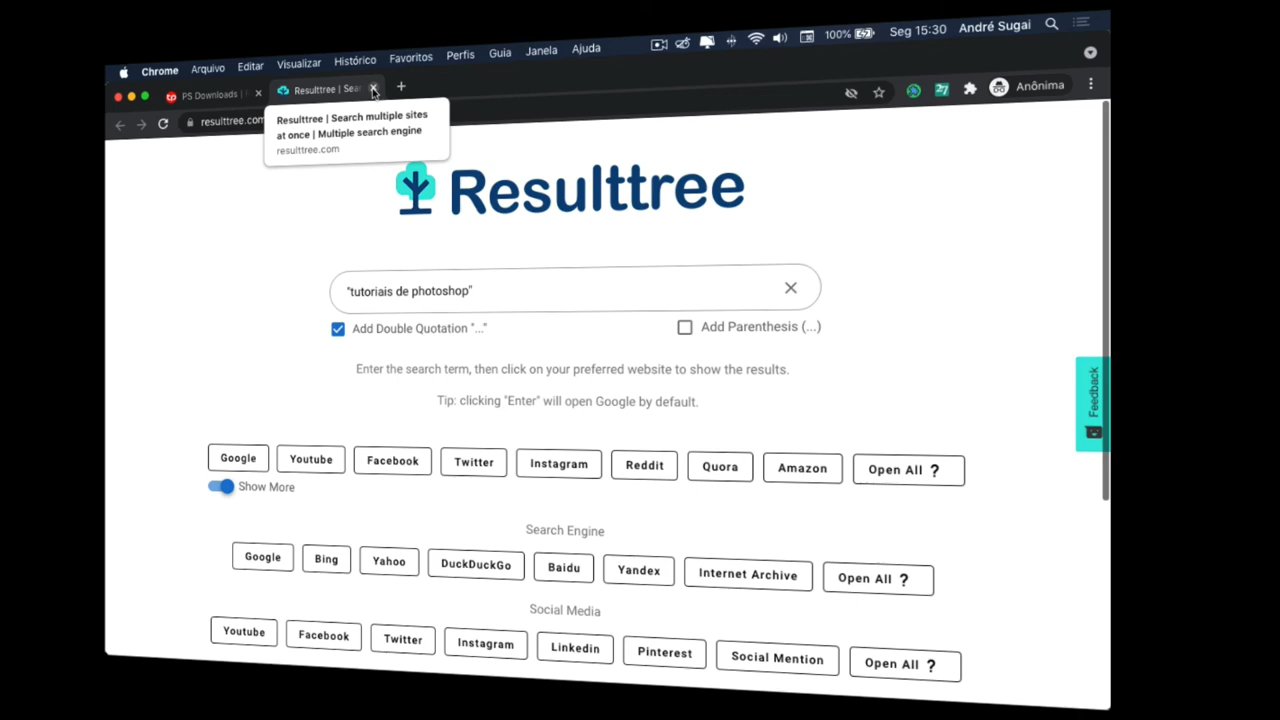 Chrome Arquivo Editar Visualizar Histórico Favoritos Perfis Guia Janela Ajuda 100% Seg 15:30 André Sugai
PS Downloads | Resulttree | Sea Anônima
resulttree.com
Resulttree | Search multiple sites
at once | Multiple search engine
resulttree.com
Resulttree
"tutoriais de photoshop"
Add Double Quotation "..." Add Parenthesis (...)
Enter the search term, then click on your preferred website to show the results.
Tip: clicking "Enter" will open Google by default.
Feedback
Google Youtube Facebook Twitter Instagram Reddit Quora Amazon Open All ?
Show More
Search Engine
Google Bing Yahoo DuckDuckGo Baidu Yandex Internet Archive Open All ?
Social Media
Youtube Facebook Twitter Instagram Linkedin Pinterest Social Mention Open All ?